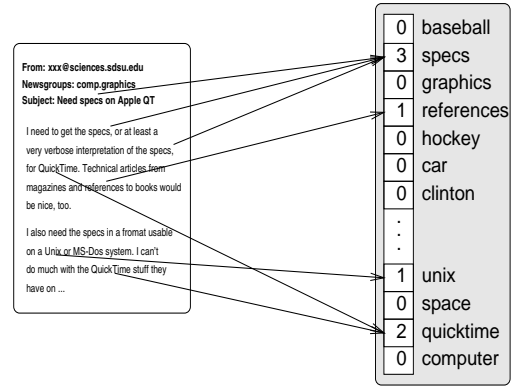 From: xxx@sciences.sdsu.edu
Newsgroups: comp.graphics
Subject: Need specs on Apple QT
I need to get the specs, or at least a
very verbose interpretation of the specs,
for QuickTime. Technical articles from
magazines and references to books would
be nice, too.
I also need the specs in a fromat usable
on a Unix or MS-Dos system. I can't
do much with the QuickTime stuff they
have on ...
0 baseball
3 specs
0 graphics
1 references
0 hockey
0 car
0 clinton
.
.
.
1 unix
0 space
2 quicktime
0 computer